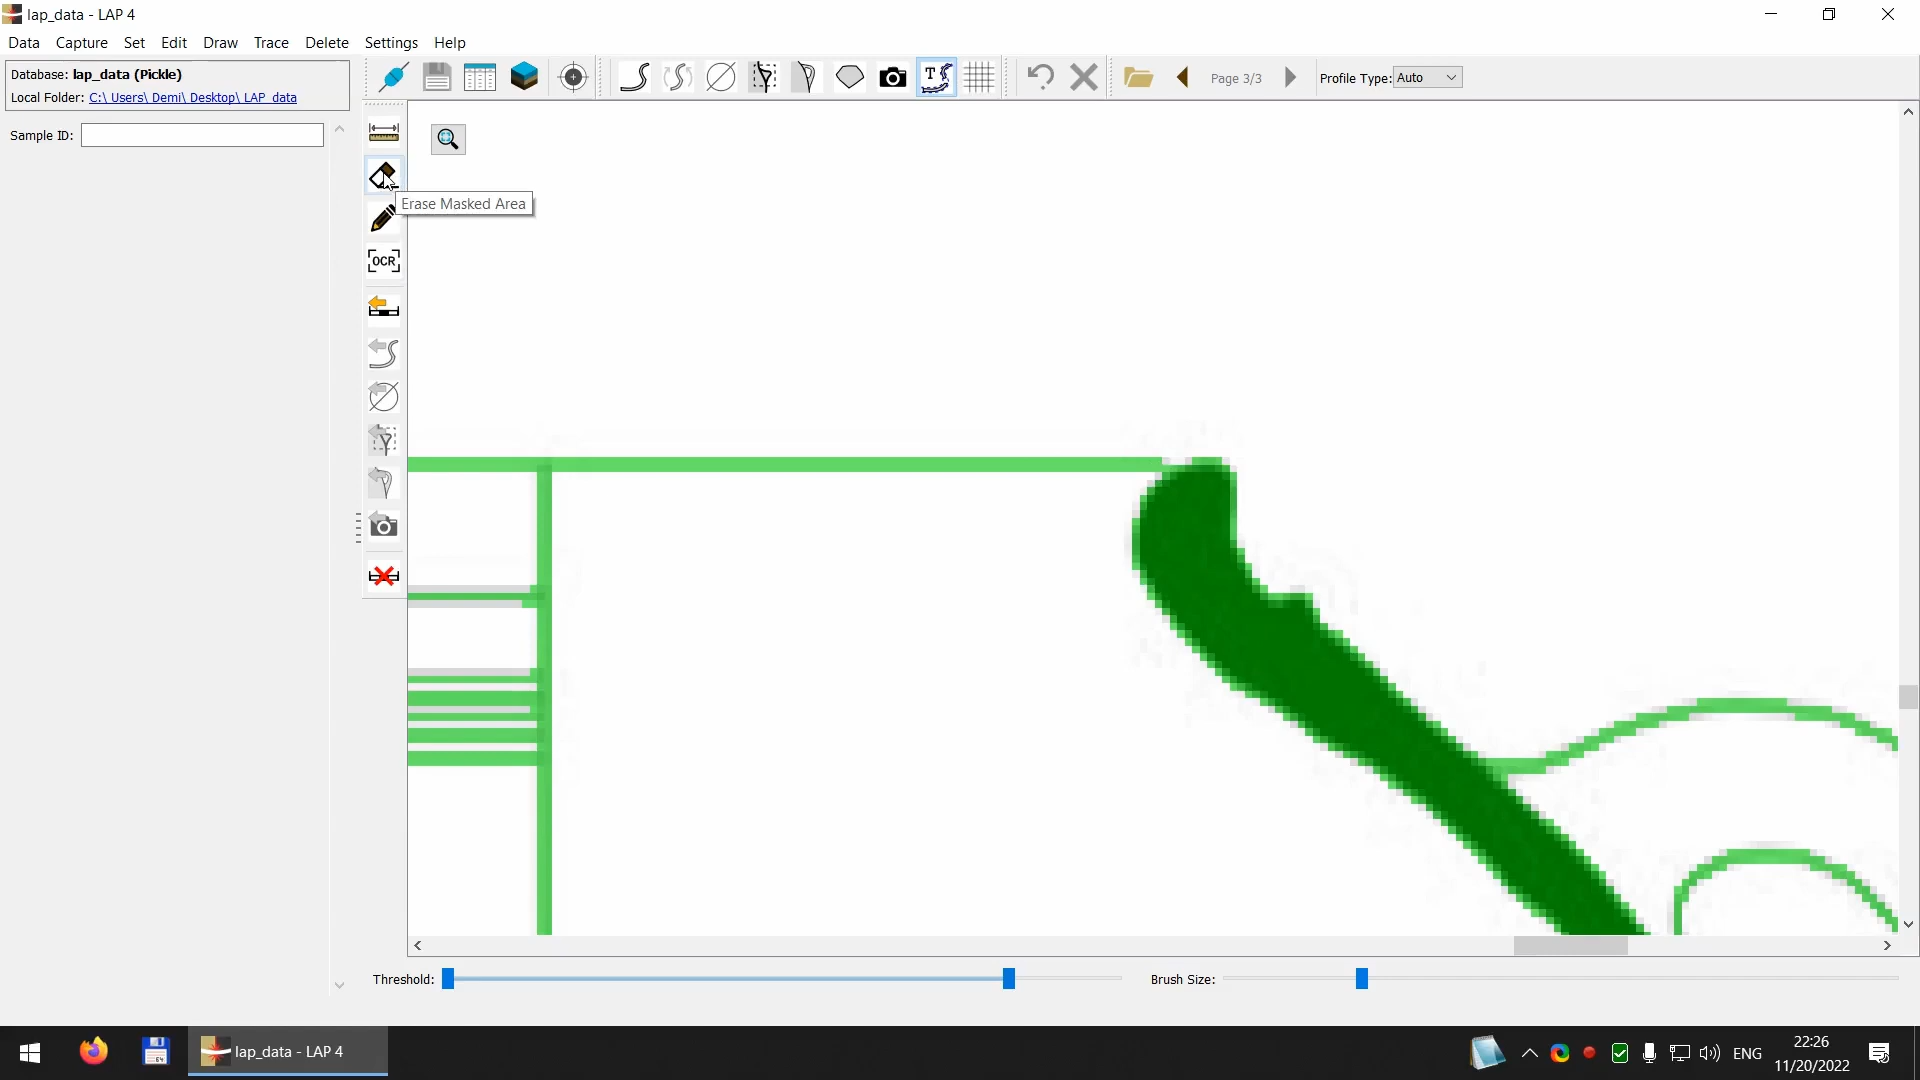 lap_data - LAP 4
Data Capture Set Edit Draw Trace Delete Settings Help
Database: lap_data (Pickle)
Local Folder: C:\ Users\ Demi\ Desktop\ LAP_data
Page 3/3
Profile Type: Auto
Sample ID:
Erase Masked Area
OCR
Threshold:
Brush Size:
lap_data - LAP 4
ENG
22:26
11/20/2022